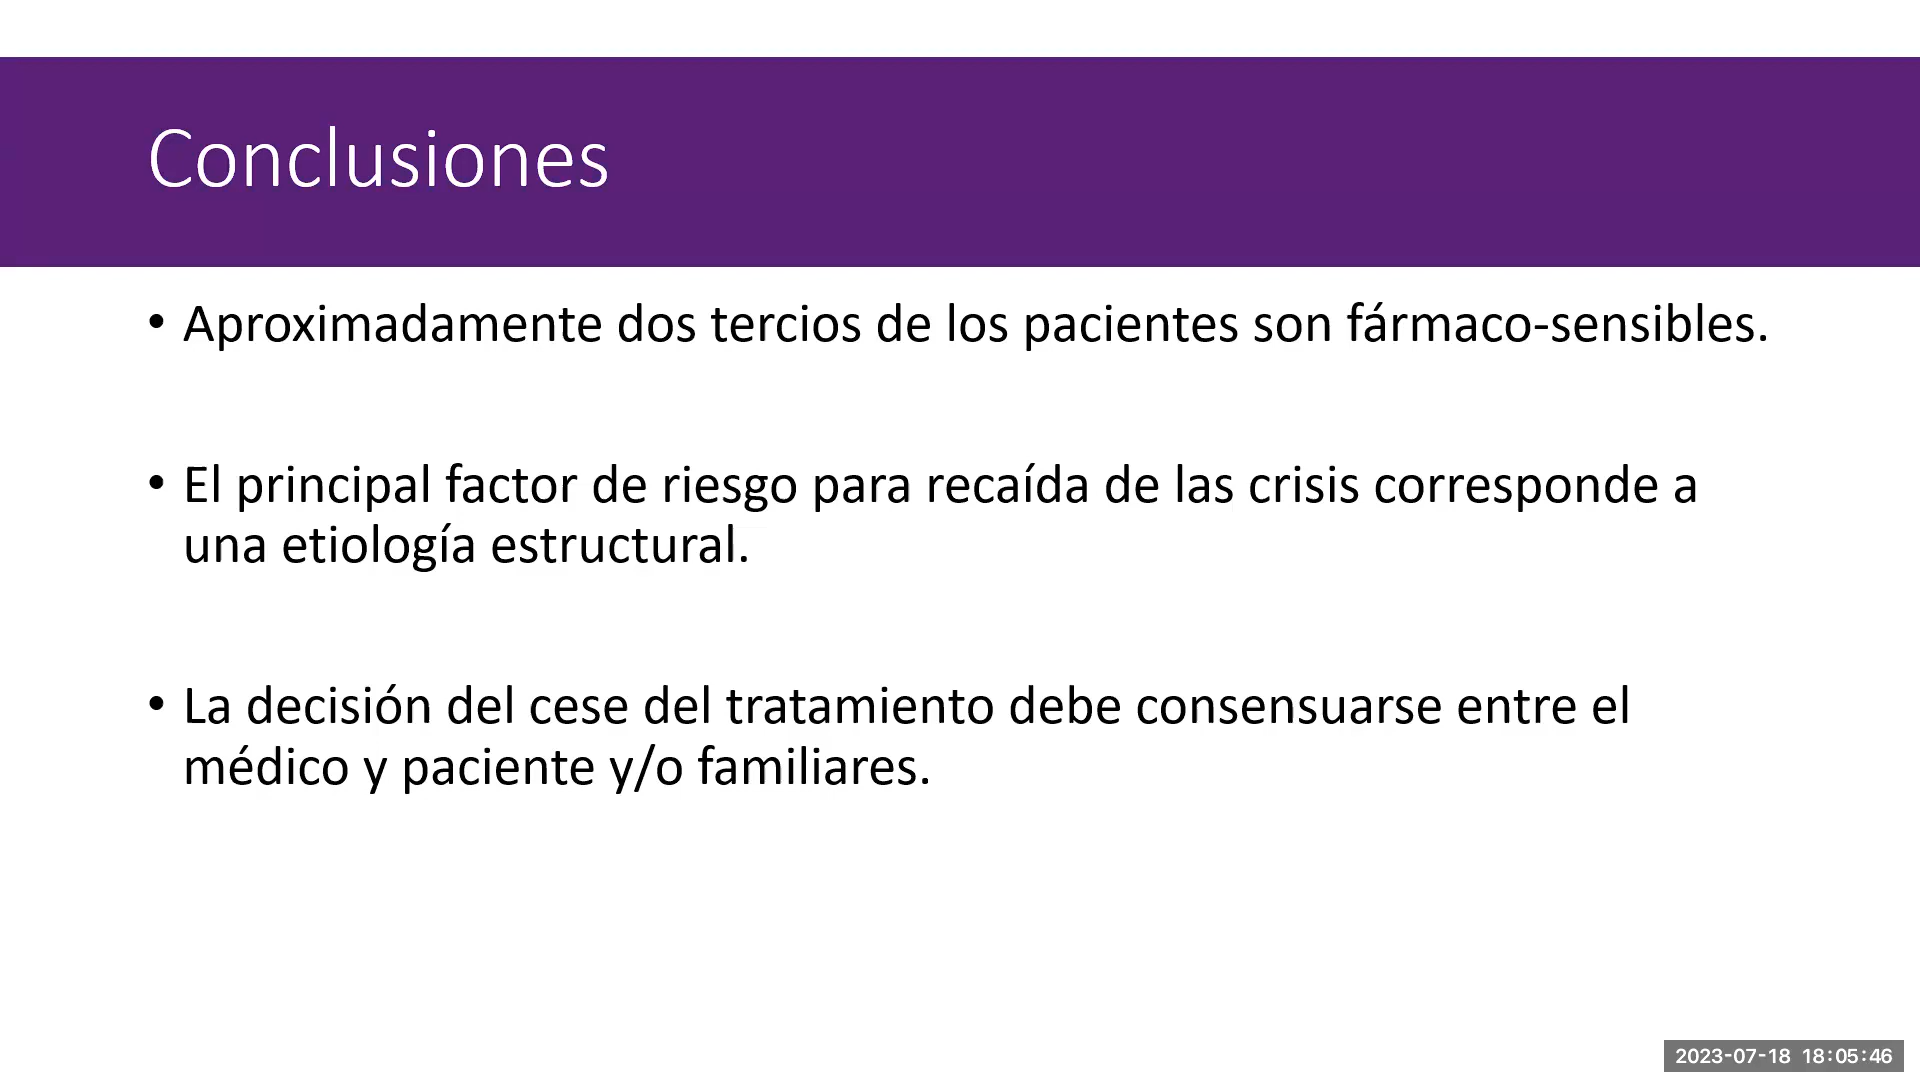 Conclusiones
• Aproximadamente dos tercios de los pacientes son fármaco-sensibles.
• El principal factor de riesgo para recaída de las crisis corresponde a
una etiología estructural.
• La decisión del cese del tratamiento debe consensuarse entre el
médico y paciente y/o familiares.
2023-07-18 18:05:46